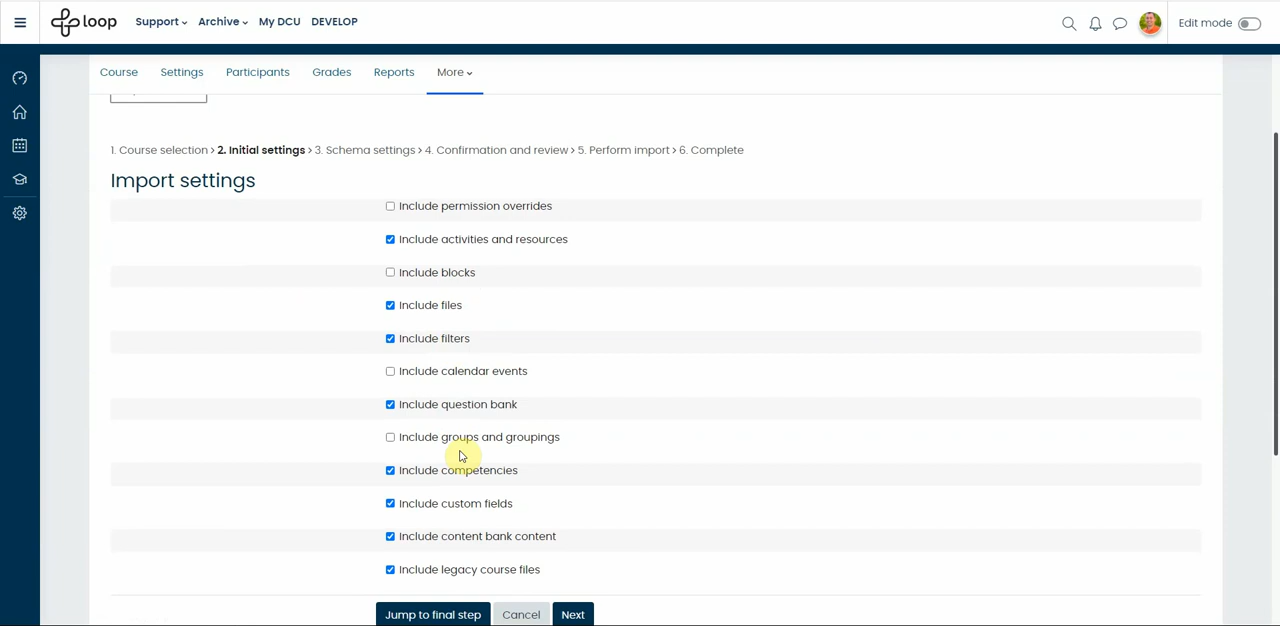 loop Support Archive My DCU DEVELOP Edit mode
Course Settings Participants Grades Reports More
1. Course selection > 2. Initial settings > 3. Schema settings > 4. Confirmation and review > 5. Perform import > 6. Complete
Import settings
Include permission overrides
Include activities and resources
Include blocks
Include files
Include filters
Include calendar events
Include question bank
Include groups and groupings
Include competencies
Include custom fields
Include content bank content
Include legacy course files
Jump to final step Cancel Next